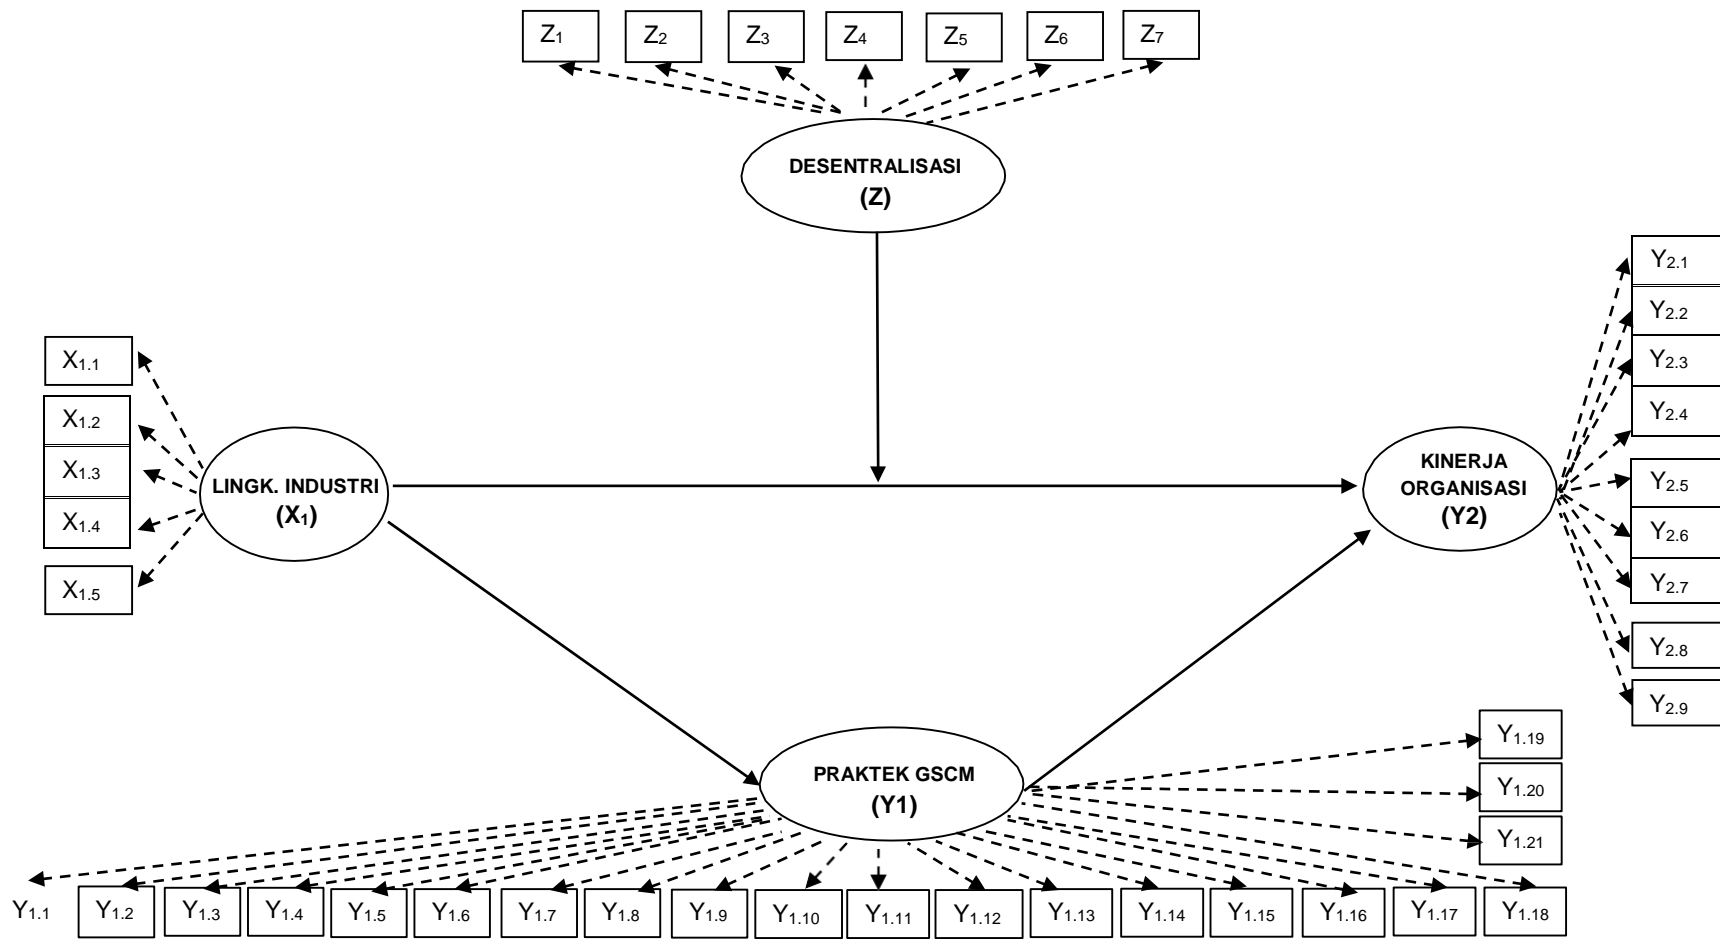 Z1 Z2 Z3 Z4 Z5 Z6 Z7
DESENTRALISASI
(Z)
X1.1
X1.2
X1.3
X1.4
X1.5
LINGK. INDUSTRI
(X1)
KINERJA
ORGANISASI
(Y2)
Y2.1
Y2.2
Y2.3
Y2.4
Y2.5
Y2.6
Y2.7
Y2.8
Y2.9
PRAKTEK GSCM
(Y1)
Y1.19
Y1.20
Y1.21
Y1.1 Y1.2 Y1.3 Y1.4 Y1.5 Y1.6 Y1.7 Y1.8 Y1.9 Y1.10 Y1.11 Y1.12 Y1.13 Y1.14 Y1.15 Y1.16 Y1.17 Y1.18